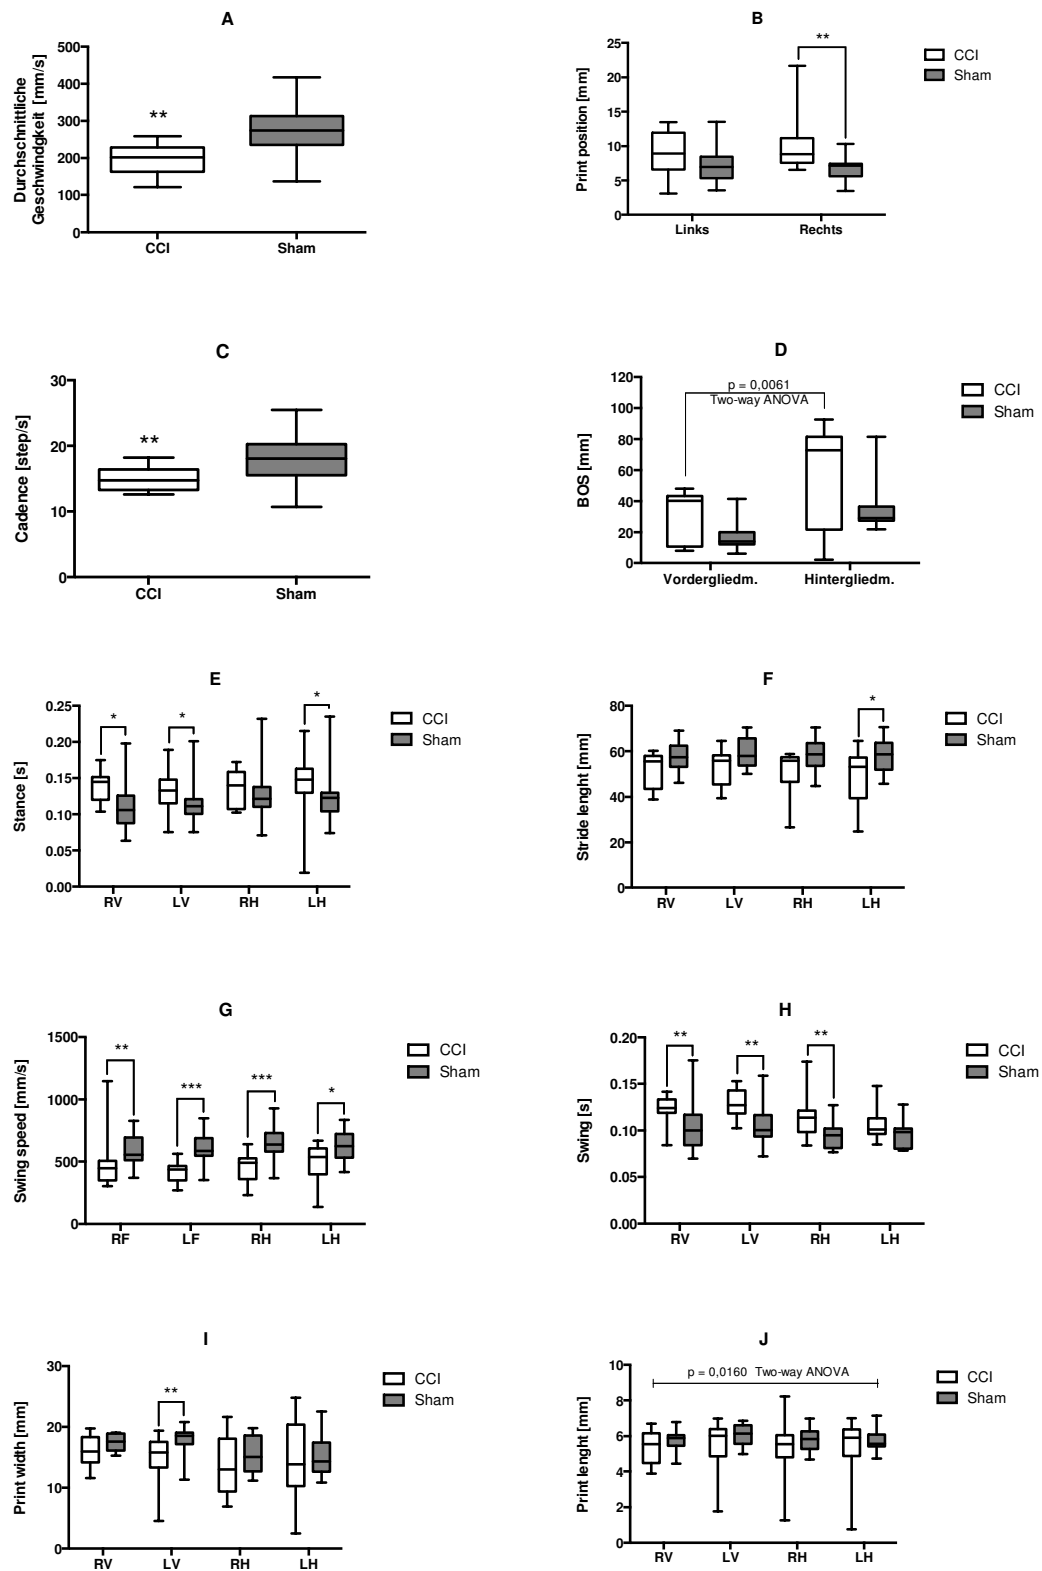 A
500
400
300
200
100
0
Durchschnittliche
Geschwindgkeit [mm/s]
**
CCI
Sham
B
25
20
15
10
5
0
Print position [mm]
**
Links
Rechts
CCI
Sham
C
30
20
10
0
Cadence [step/s]
**
CCI
Sham
D
120
100
80
60
40
20
0
BOS [mm]
p = 0,0061
Two-way ANOVA
Vordergliedm.
Hintergliedm.
CCI
Sham
E
0.25
0.20
0.15
0.10
0.05
0.00
Stance [s]
*
*
*
RV
LV
RH
LH
CCI
Sham
F
80
60
40
20
0
Stride lenght [mm]
*
RV
LV
RH
LH
CCI
Sham
G
1500
1000
500
0
Swing speed [mm/s]
**
***
***
*
RF
LF
RH
LH
CCI
Sham
H
0.20
0.15
0.10
0.05
0.00
Swing [s]
**
**
**
RV
LV
RH
LH
CCI
Sham
I
30
20
10
0
Print width [mm]
**
RV
LV
RH
LH
CCI
Sham
J
10
8
6
4
2
0
Print lenght [mm]
p = 0,0160 Two-way ANOVA
RV
LV
RH
LH
CCI
Sham